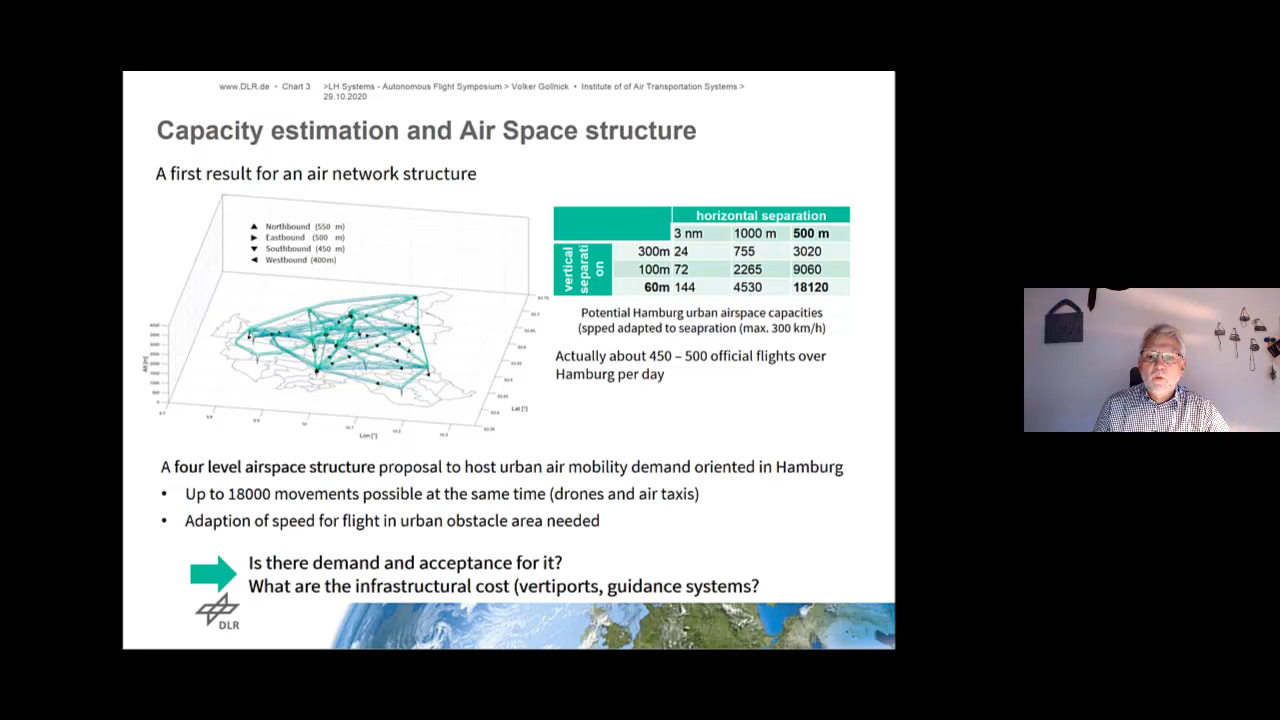 www.DLR.de • Chart 3 >LH Systems - Autonomous Flight Symposium > Volker Gollnick • Institute of of Air Transportation Systems >
29.10.2020
Capacity estimation and Air Space structure
A first result for an air network structure
Northbound (550 m)
Eastbound (500 m)
Southbound (450 m)
Westbound (400m)
Alt [m]
Lon [°]
Lat [°]
horizontal separation
3 nm 1000 m 500 m
vertical
separati
on
300m 24 755 3020
100m 72 2265 9060
60m 144 4530 18120
Potential Hamburg urban airspace capacities
(spped adapted to seapration (max. 300 km/h)
Actually about 450 – 500 official flights over
Hamburg per day
A four level airspace structure proposal to host urban air mobility demand oriented in Hamburg
• Up to 18000 movements possible at the same time (drones and air taxis)
• Adaption of speed for flight in urban obstacle area needed
Is there demand and acceptance for it?
What are the infrastructural cost (vertiports, guidance systems?
DLR